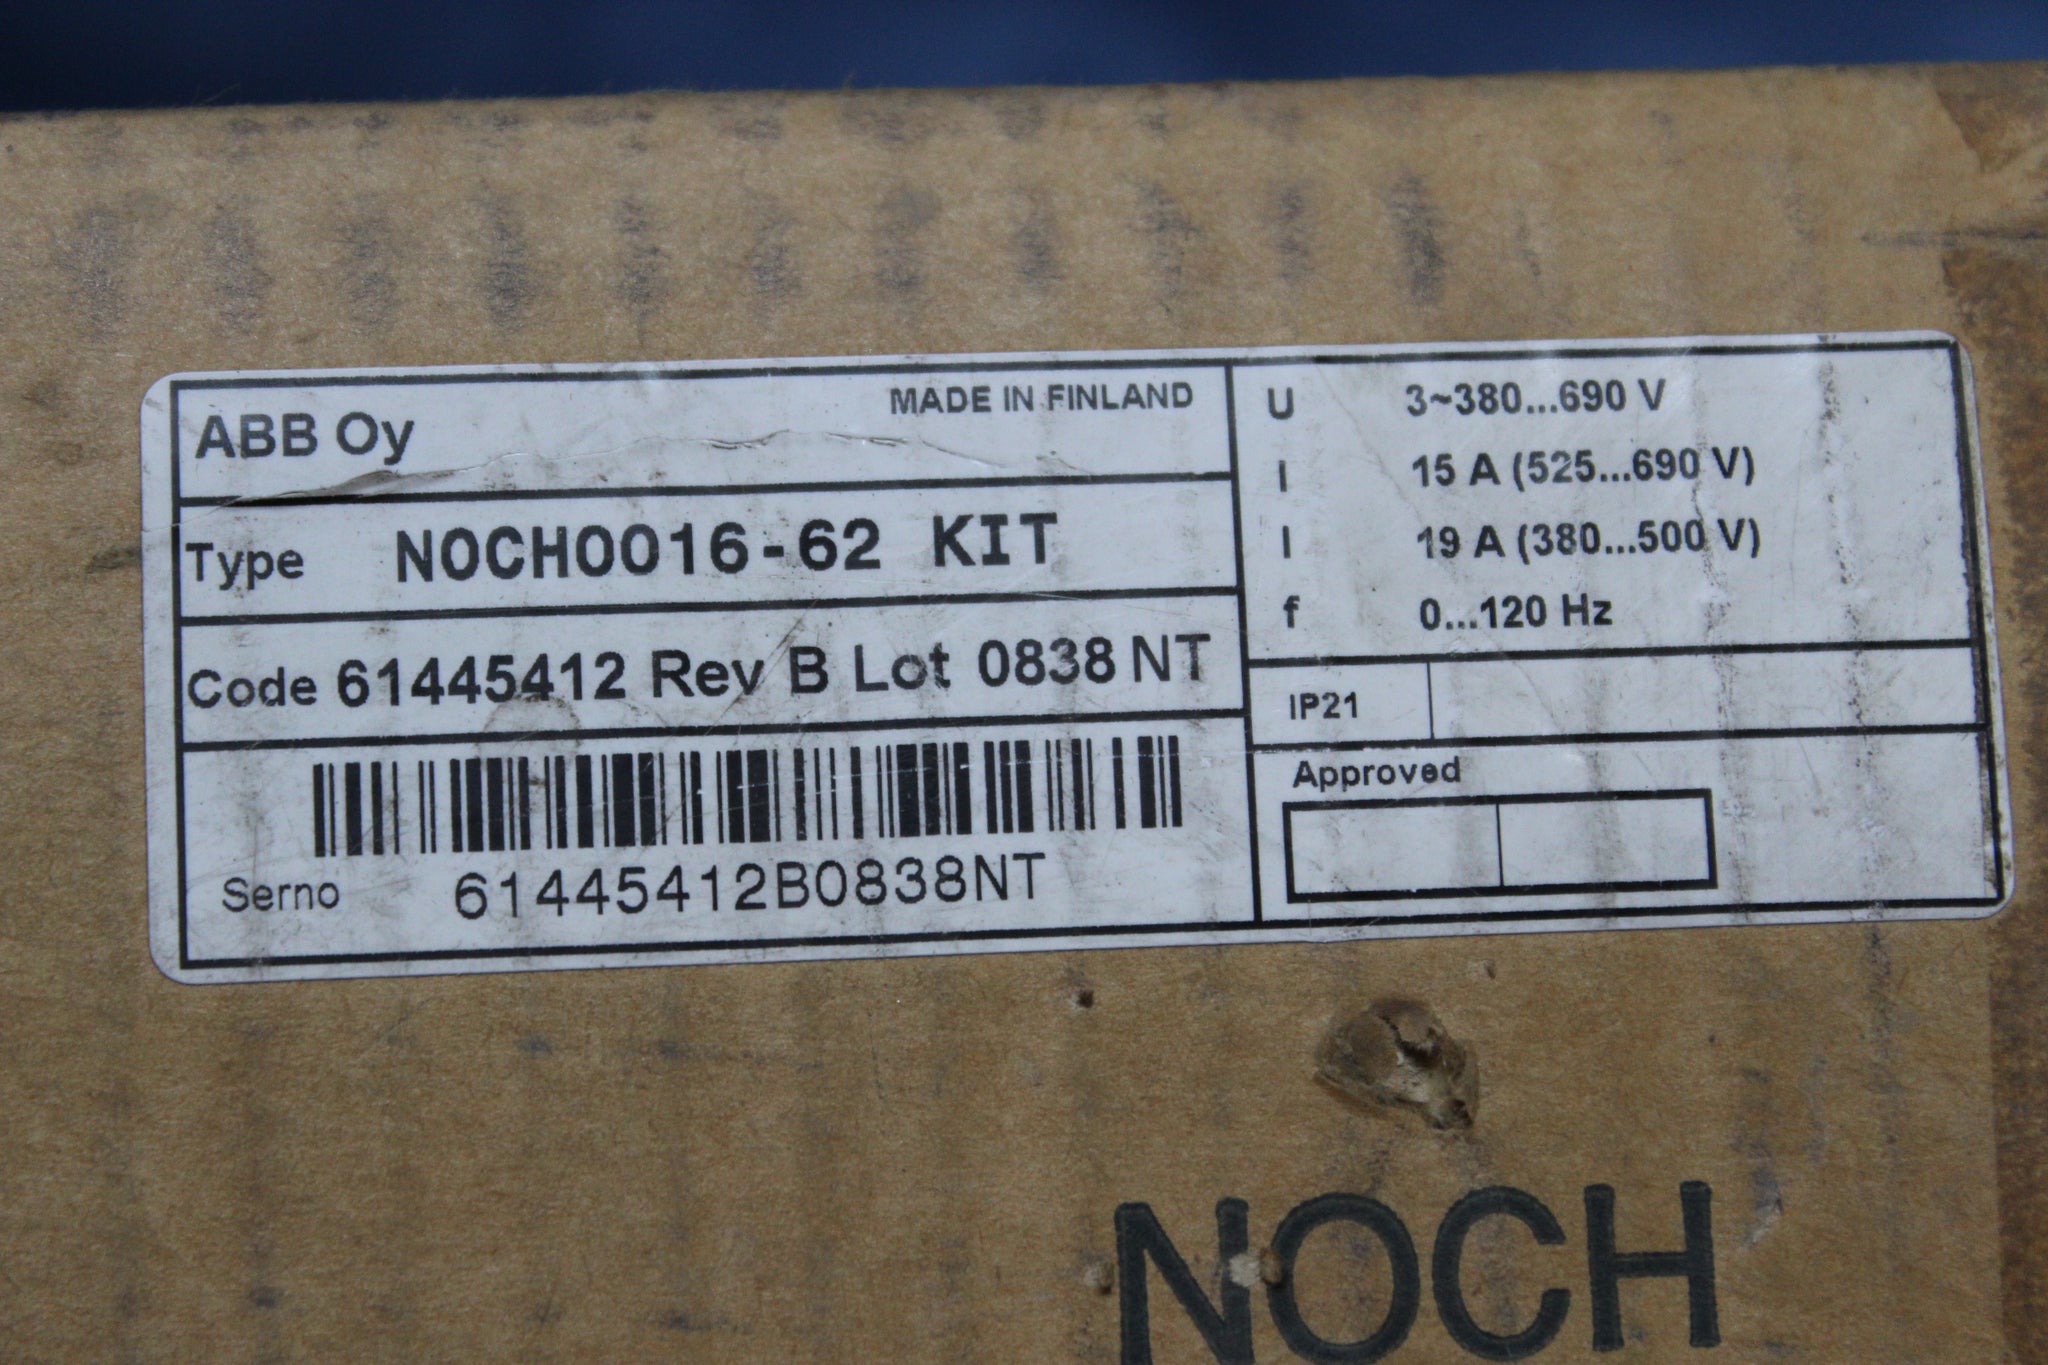 ABB Oy
MADE IN FINLAND
Type NOCH0016-62 KIT
Code 61445412 Rev B Lot 0838 NT
Serno 61445412B0838NT
U 3~380...690 V
I 15 A (525...690 V)
I 19 A (380...500 V)
f 0...120 Hz
IP21
Approved
NOCH